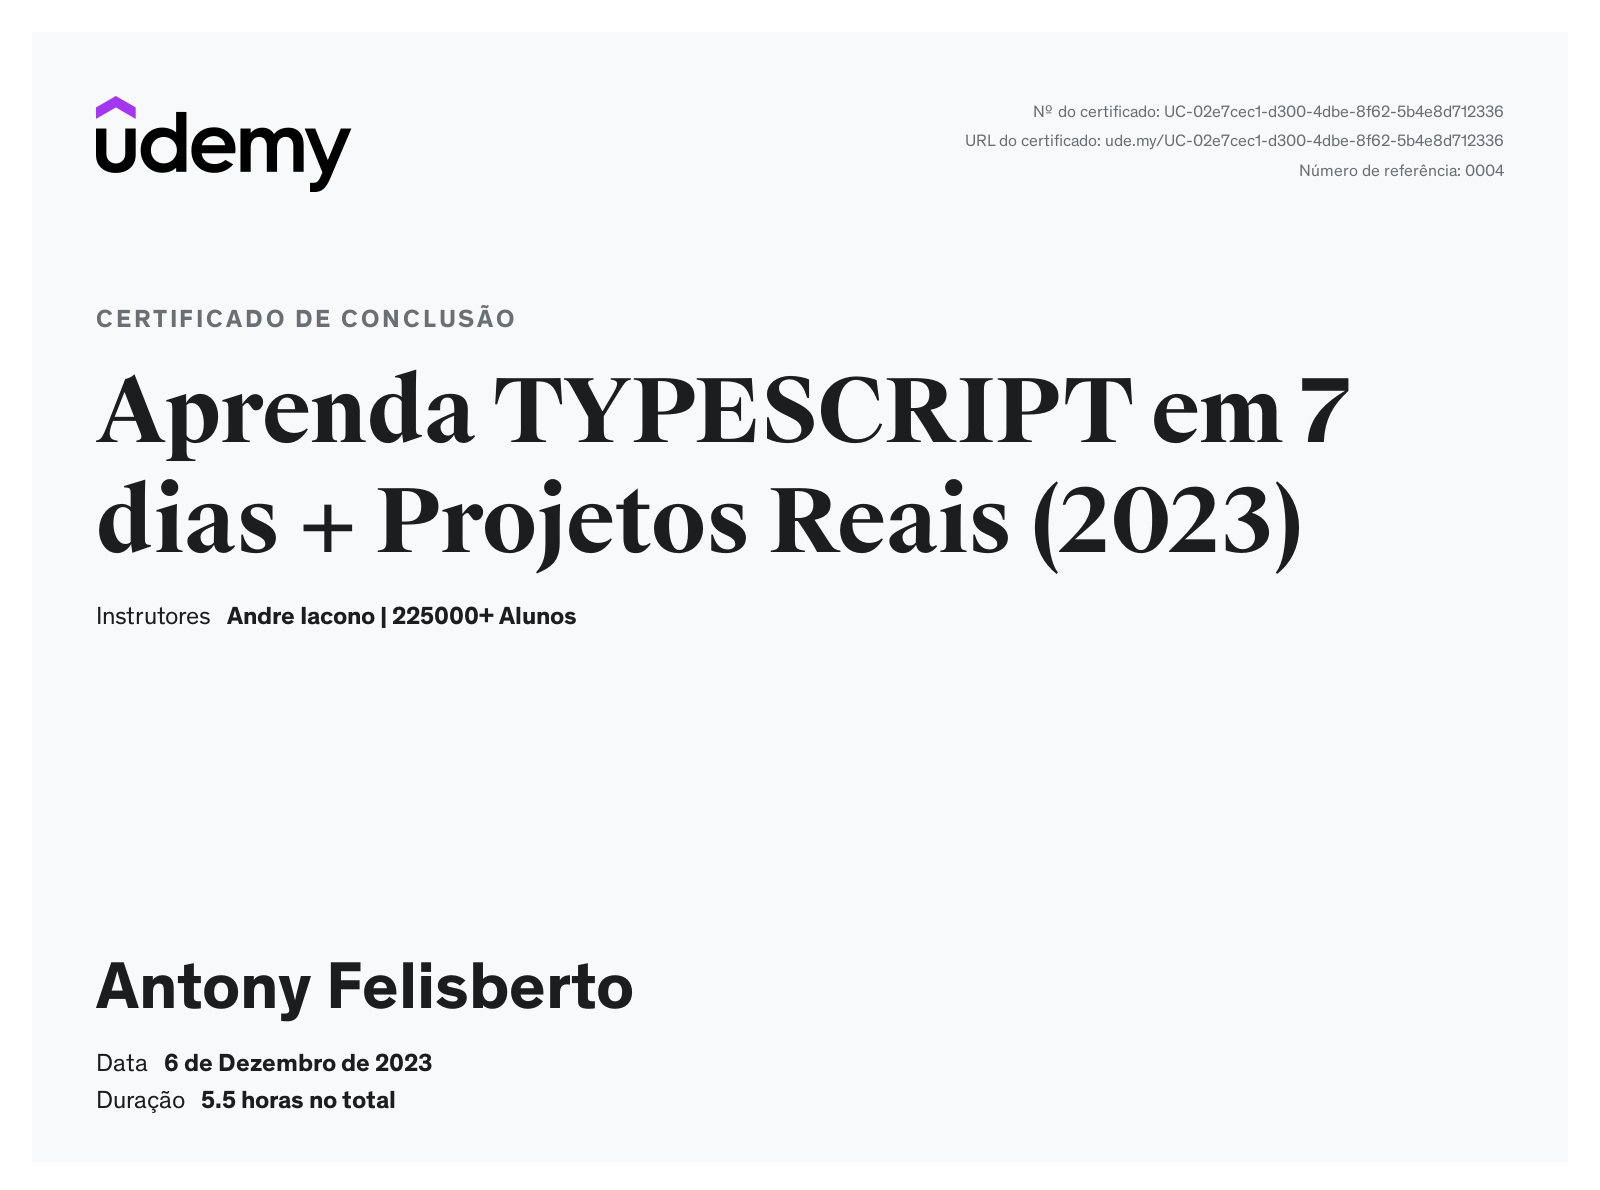 udemy
Nº do certificado: UC-02e7cec1-d300-4dbe-8f62-5b4e8d712336
URL do certificado: ude.my/UC-02e7cec1-d300-4dbe-8f62-5b4e8d712336
Número de referência: 0004
CERTIFICADO DE CONCLUSÃO
Aprenda TYPESCRIPT em 7
dias + Projetos Reais (2023)
Instrutores Andre Iacono | 225000+ Alunos
Antony Felisberto
Data 6 de Dezembro de 2023
Duração 5.5 horas no total